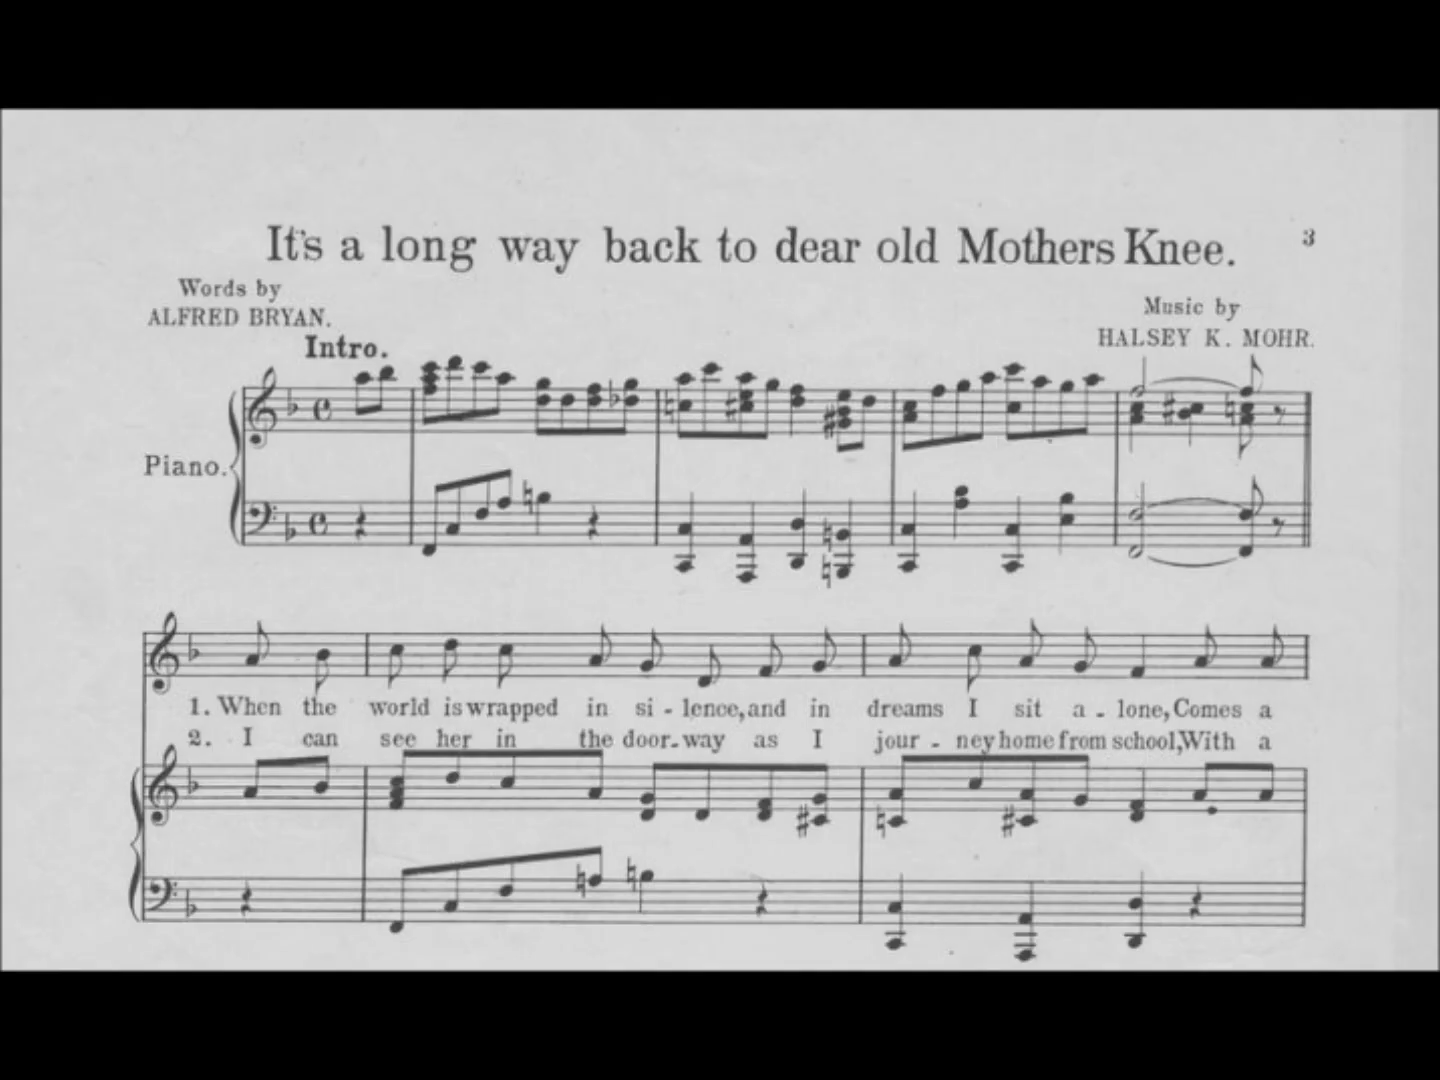 It's a long way back to dear old Mothers Knee.
3
Words by
ALFRED BRYAN.
Music by
HALSEY K. MOHR.
Intro.
Piano.
1. When the world is wrapped in si - lence, and in dreams I sit a - lone, Comes a
2. I can see her in the door-way as I jour - ney home from school, With a